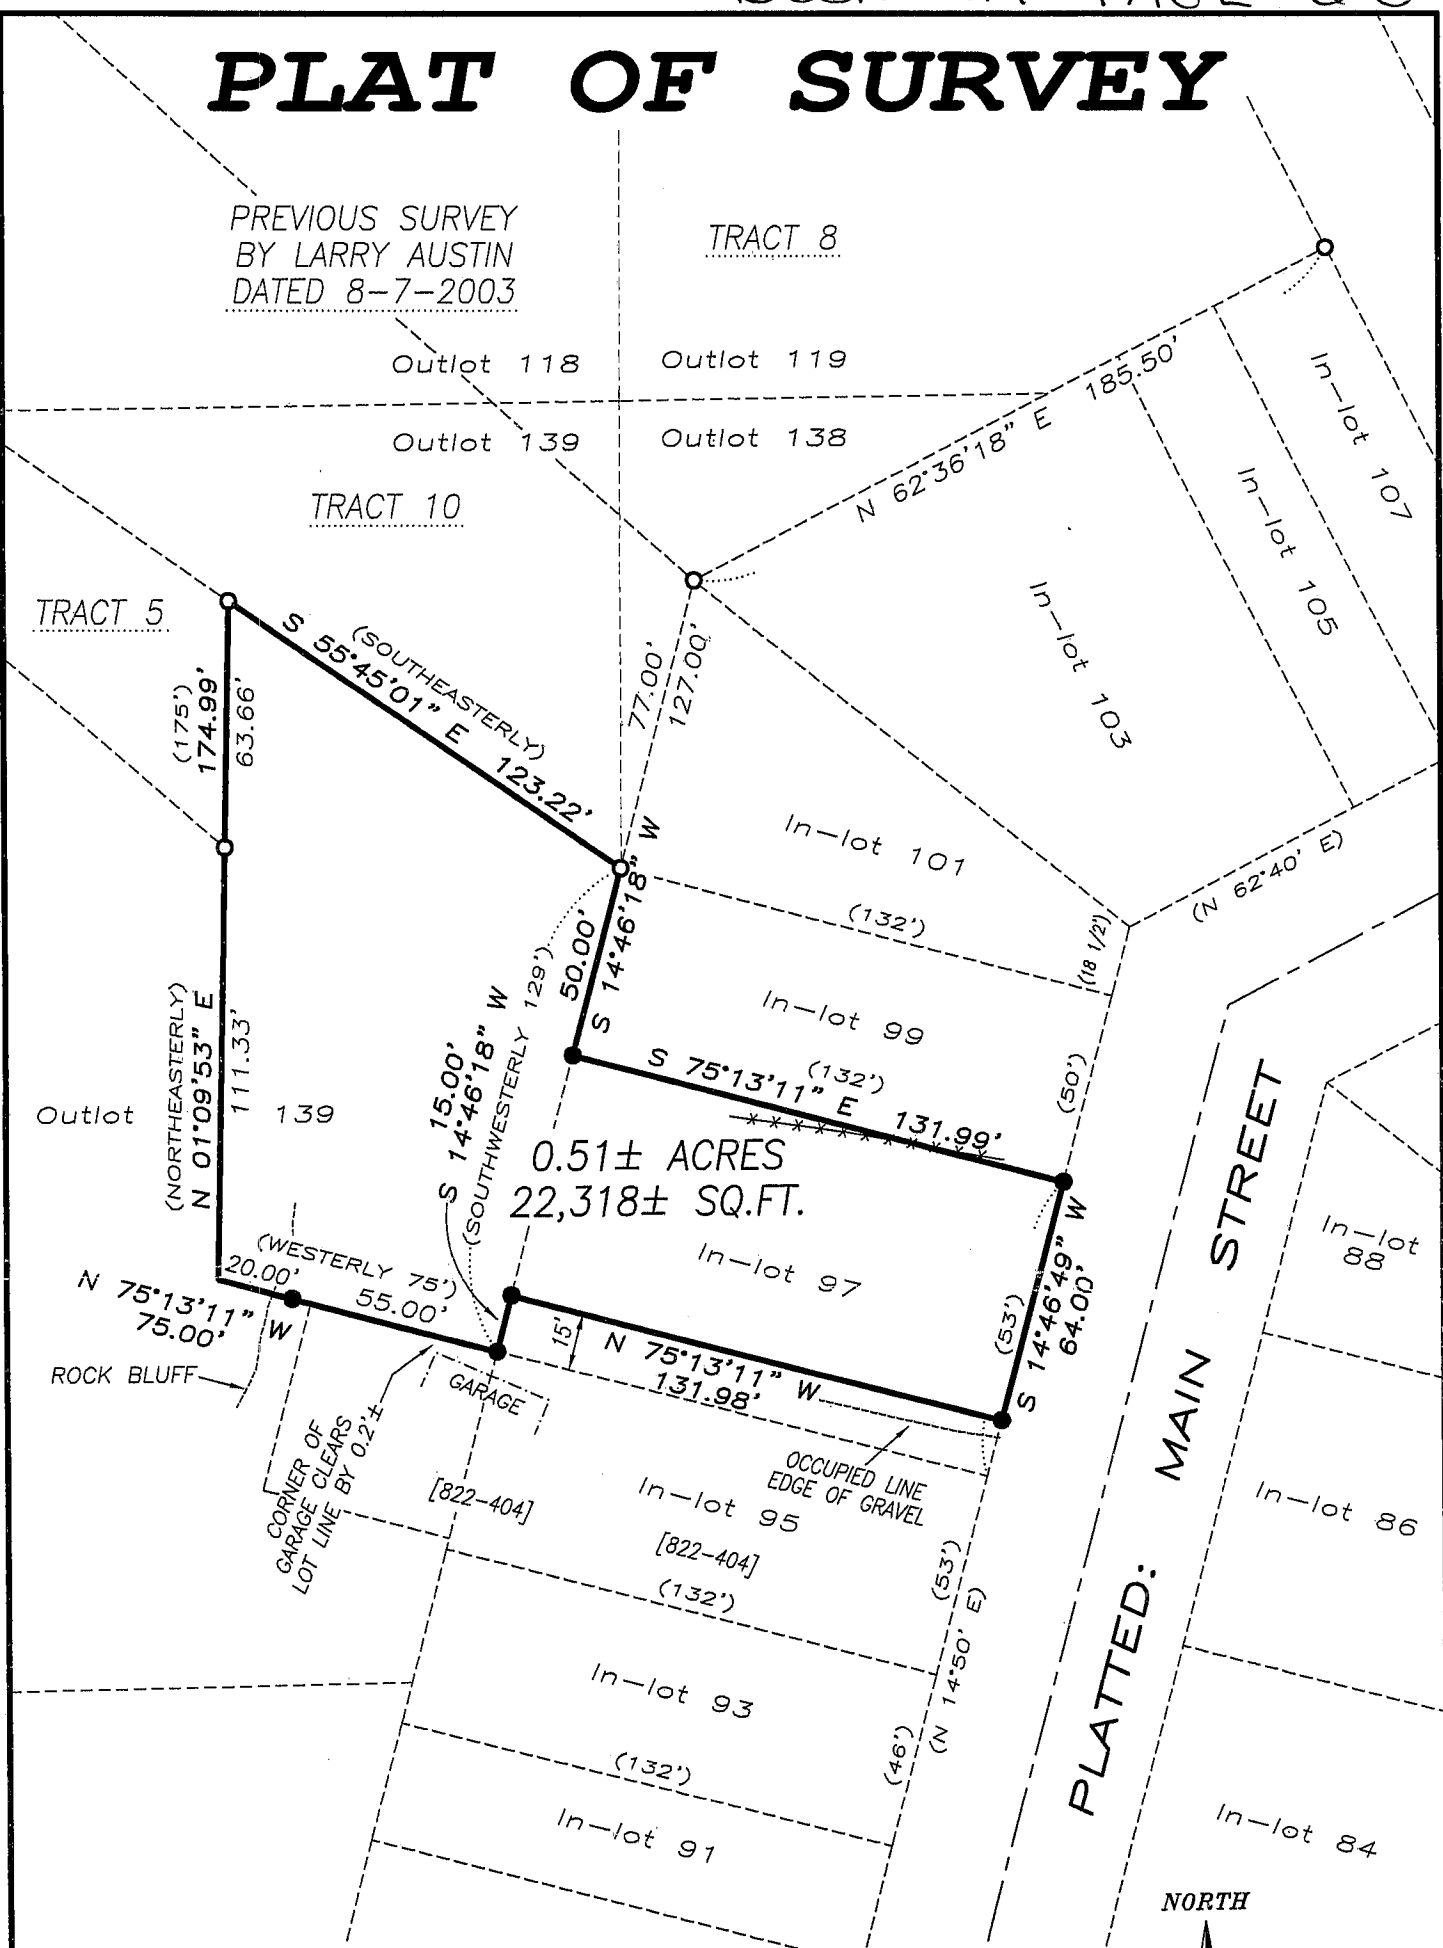 PLAT OF SURVEY
PREVIOUS SURVEY
BY LARRY AUSTIN
DATED 8-7-2003
TRACT 8
Outlot 118
Outlot 119
Outlot 139
Outlot 138
TRACT 10
TRACT 5
N 62°36'18" E 185.50'
In-lot 107
In-lot 105
In-lot 103
(175')
174.99'
63.66'
(SOUTHEASTERLY)
S 55°45'01" E 123.22'
77.00'
127.00'
In-lot 101
(132')
(18 1/2')
(N 62°40' E)
50.00'
S 14°46'18" W
In-lot 99
(132')
(50')
S 75°13'11" E 131.99'
(NORTHEASTERLY)
N 01°09'53" E
111.33'
Outlot 139
15.00'
S 14°46'18" W
(SOUTHWESTERLY 129')
0.51± ACRES
22,318± SQ.FT.
In-lot 97
(53')
S 14°46'49" W
64.00'
(WESTERLY 75')
20.00'
55.00'
N 75°13'11" W
75.00'
ROCK BLUFF
15'
N 75°13'11" W
131.98'
GARAGE
CORNER OF
GARAGE CLEARS
LOT LINE BY 0.2'±
OCCUPIED LINE
EDGE OF GRAVEL
[822-404]
In-lot 95
[822-404]
(132')
(53')
(N 14°50' E)
In-lot 93
(132')
(46')
In-lot 91
PLATTED: MAIN STREET
In-lot
88
In-lot 86
In-lot 84
NORTH